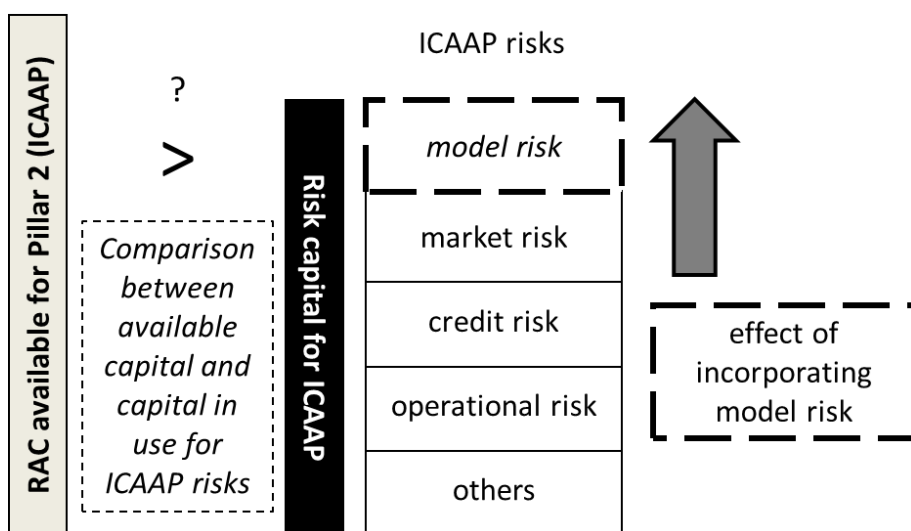 RAC available for Pillar 2 (ICAAP)
?
>
Comparison
between
available
capital and
capital in
use for
ICAAP risks
Risk capital for ICAAP
ICAAP risks
model risk
market risk
credit risk
operational risk
others
effect of
incorporating
model risk